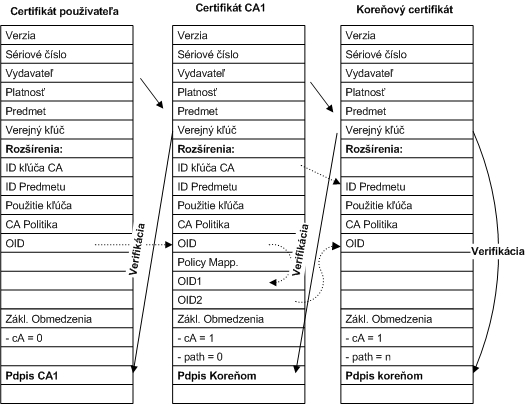 Certifikát používateľa
Verzia
Sériové číslo
Vydavateľ
Platnosť
Predmet
Verejný kľúč
Rozšírenia:
ID kľúča CA
ID Predmetu
Použitie kľúča
CA Politika
OID
Zákl. Obmedzenia
- cA = 0
Pdpis CA1
Verifikácia
Certifikát CA1
Verzia
Sériové číslo
Vydavateľ
Platnosť
Predmet
Verejný kľúč
Rozšírenia:
ID kľúča CA
ID Predmetu
Použitie kľúča
CA Politika
OID
Policy Mapp.
OID1
OID2
Zákl. Obmedzenia
- cA = 1
- path = 0
Pdpis Koreňom
Verifikácia
Koreňový certifikát
Verzia
Sériové číslo
Vydavateľ
Platnosť
Predmet
Verejný kľúč
Rozšírenia:
ID Predmetu
Použitie kľúča
CA Politika
OID
Zákl. Obmedzenia
- cA = 1
- path = n
Pdpis koreňom
Verifikácia